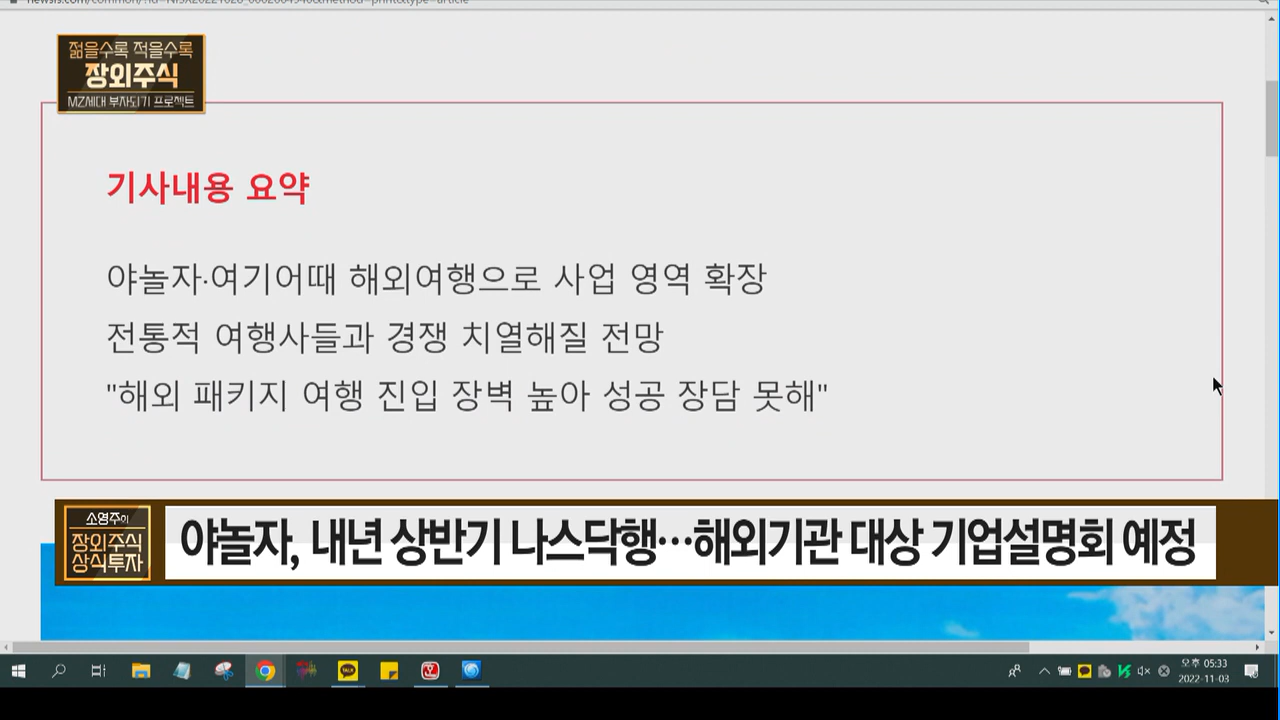 젊을수록 적을수록
장외주식
MZ세대 부자되기 프로젝트
기사내용 요약
야놀자·여기어때 해외여행으로 사업 영역 확장
전통적 여행사들과 경쟁 치열해질 전망
"해외 패키지 여행 진입 장벽 높아 성공 장담 못해"
소영주의
장외주식
상식투자
야놀자, 내년 상반기 나스닥행…해외기관 대상 기업설명회 예정
TALK
오후 05:33
2022-11-03